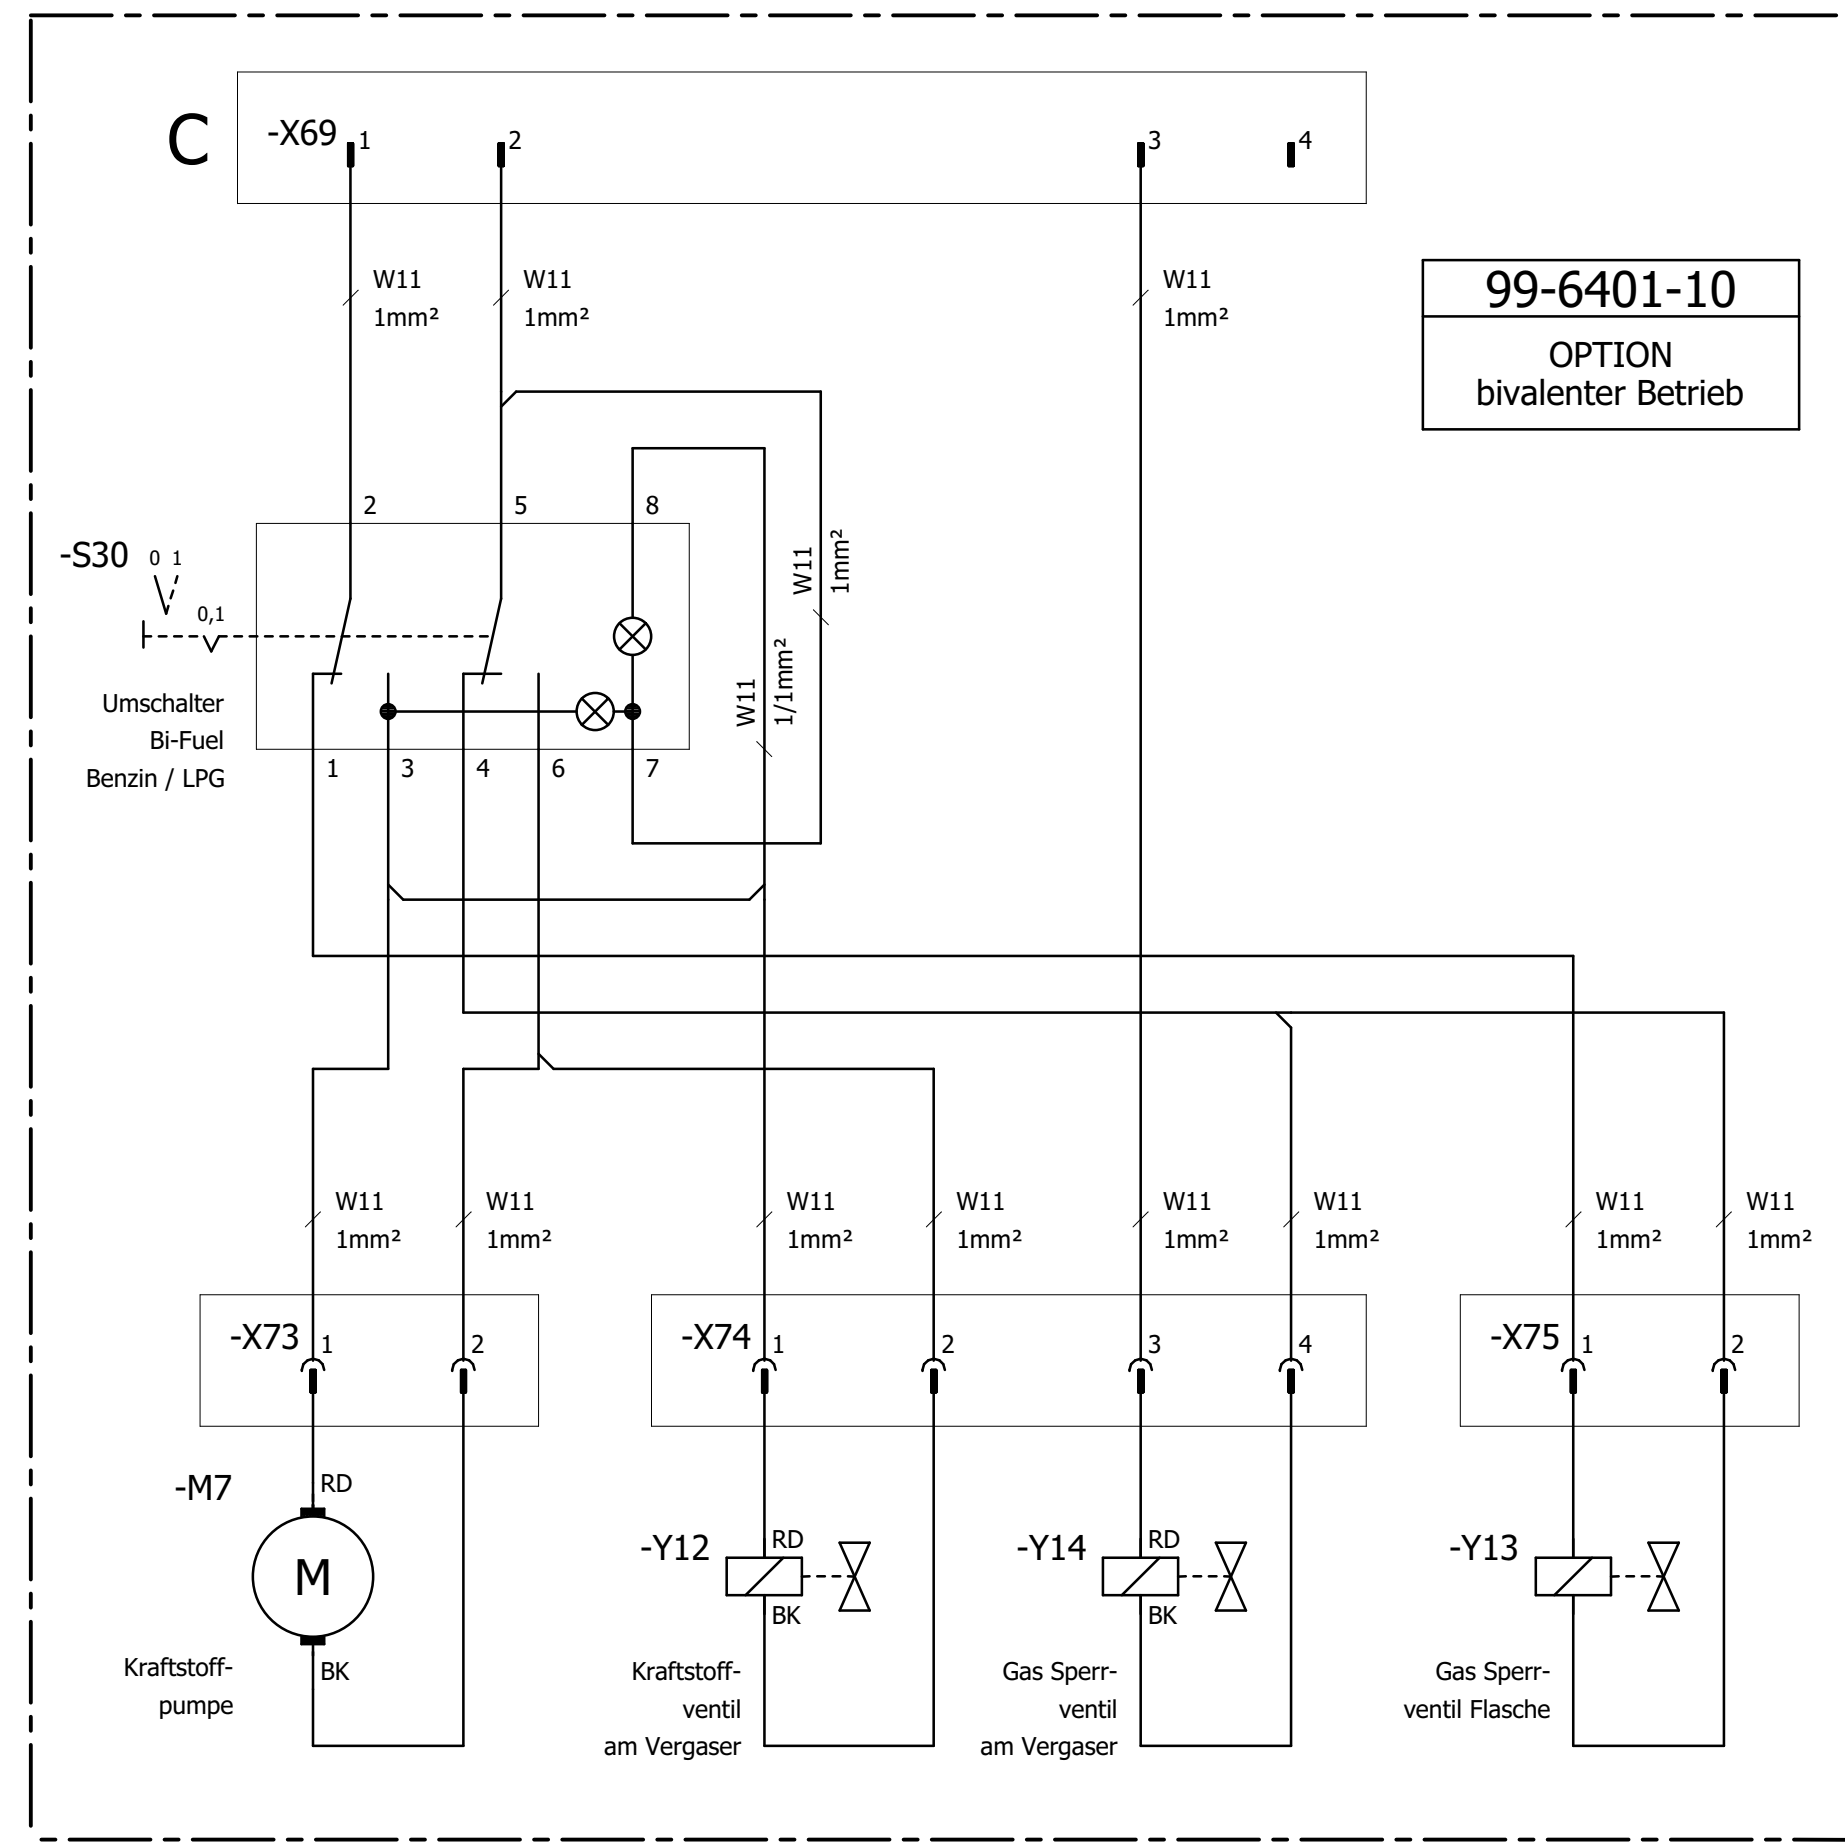 C
-X69
1
2
3
4
W11
1mm²
W11
1mm²
W11
1mm²
99-6401-10
OPTION
bivalenter Betrieb
2
5
8
-S30
0 1
0,1
W11
1mm²
W11
1/1mm²
Umschalter
Bi-Fuel
Benzin / LPG
1
3
4
6
7
W11
1mm²
W11
1mm²
W11
1mm²
W11
1mm²
W11
1mm²
W11
1mm²
W11
1mm²
W11
1mm²
-X73
1
2
-X74
1
2
3
4
-X75
1
2
-M7
RD
M
BK
Kraftstoff-
pumpe
-Y12
RD
BK
Kraftstoff-
ventil
am Vergaser
-Y14
RD
BK
Gas Sperr-
ventil
am Vergaser
-Y13
Gas Sperr-
ventil Flasche